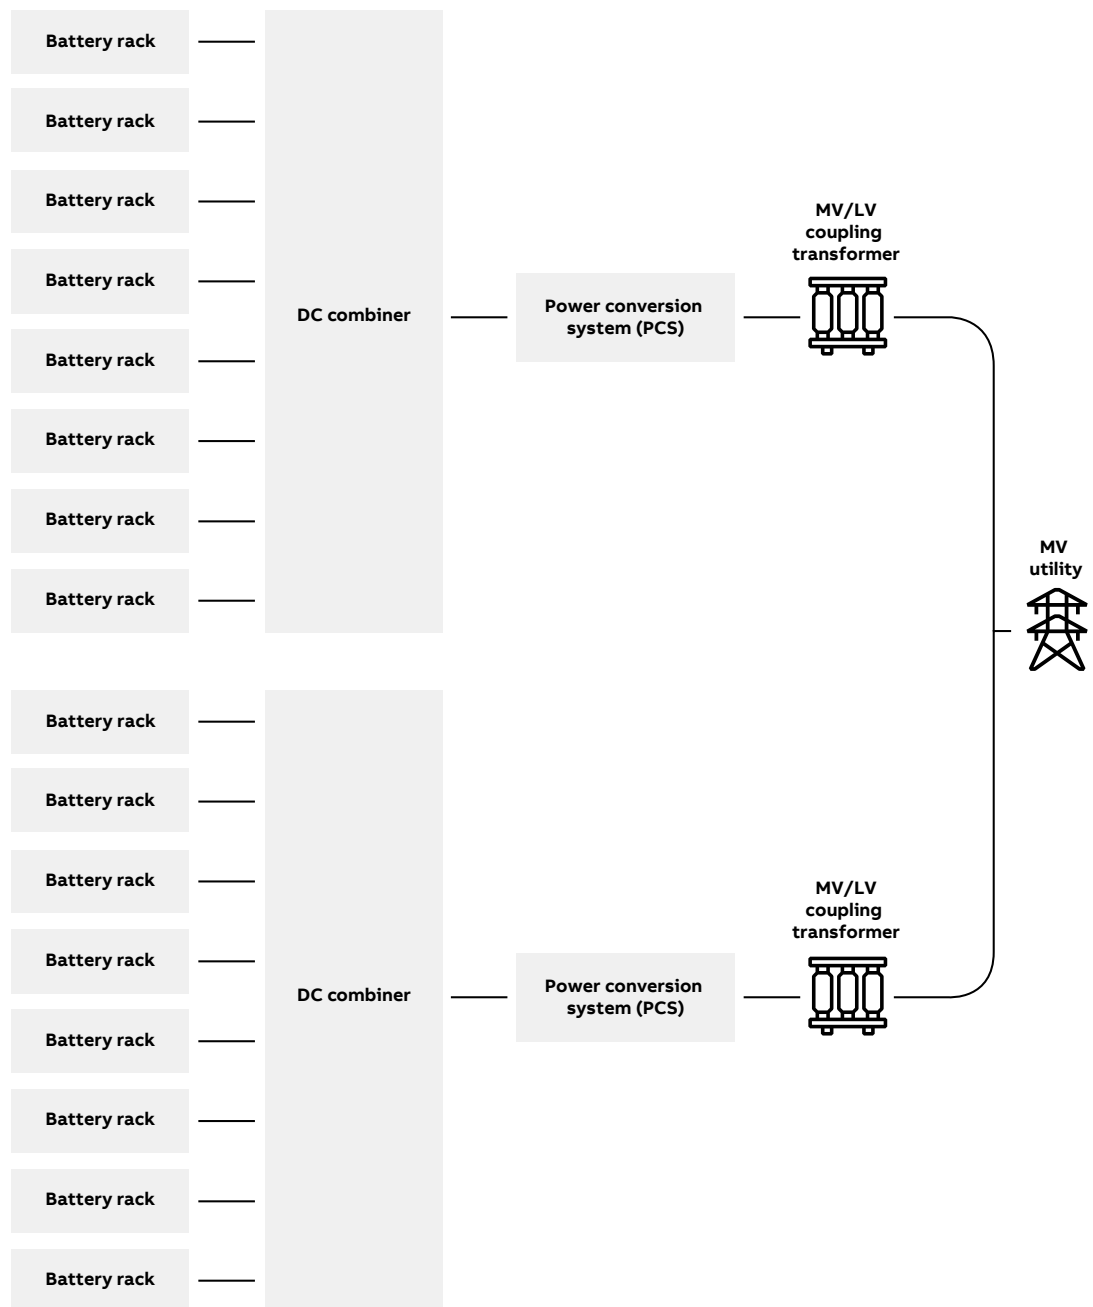 Battery rack
Battery rack
Battery rack
Battery rack
Battery rack
Battery rack
Battery rack
Battery rack
DC combiner
Power conversion
system (PCS)
MV/LV
coupling
transformer
MV
utility
Battery rack
Battery rack
Battery rack
Battery rack
Battery rack
Battery rack
Battery rack
Battery rack
DC combiner
Power conversion
system (PCS)
MV/LV
coupling
transformer